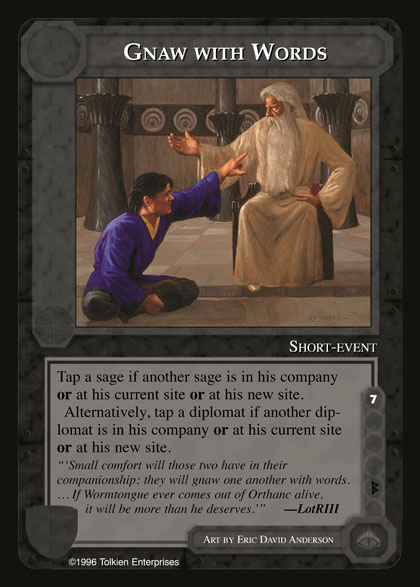 GNAW WITH WORDS
SHORT-EVENT
Tap a sage if another sage is in his company
or at his current site or at his new site.
Alternatively, tap a diplomat if another dip-
lomat is in his company or at his current site
or at his new site.
"'Small comfort will those two have in their
companionship: they will gnaw one another with words.
… If Wormtongue ever comes out of Orthanc alive,
it will be more than he deserves.'" —LotRIII
7
ART BY ERIC DAVID ANDERSON
©1996 Tolkien Enterprises